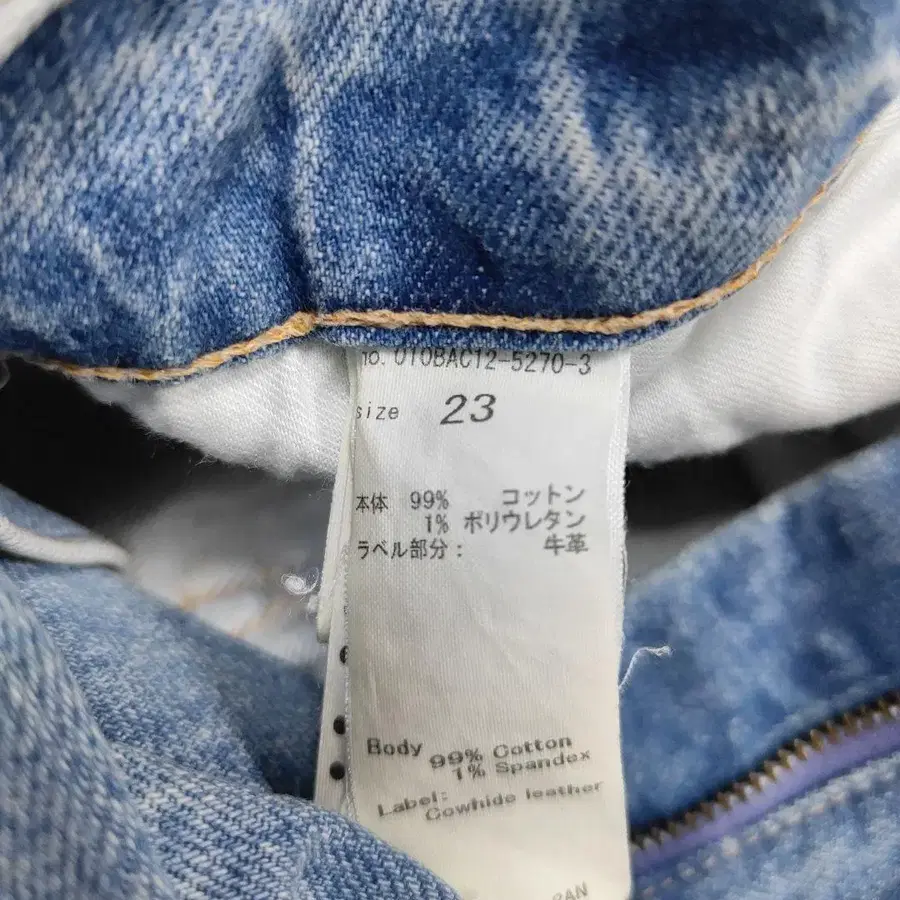 no. 010BAC12-5270-3
size 23
本体 99% コットン
1% ポリウレタン
ラベル部分: 牛革
Body 99% Cotton
1% Spandex
Label:
Cowhide leather